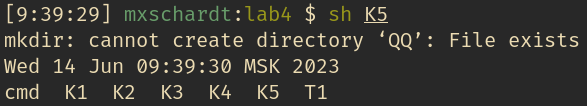 [9:39:29] mxschardt:lab4 $ sh K5
mkdir: cannot create directory ‘QQ’: File exists
Wed 14 Jun 09:39:30 MSK 2023
cmd  K1  K2  K3  K4  K5  T1